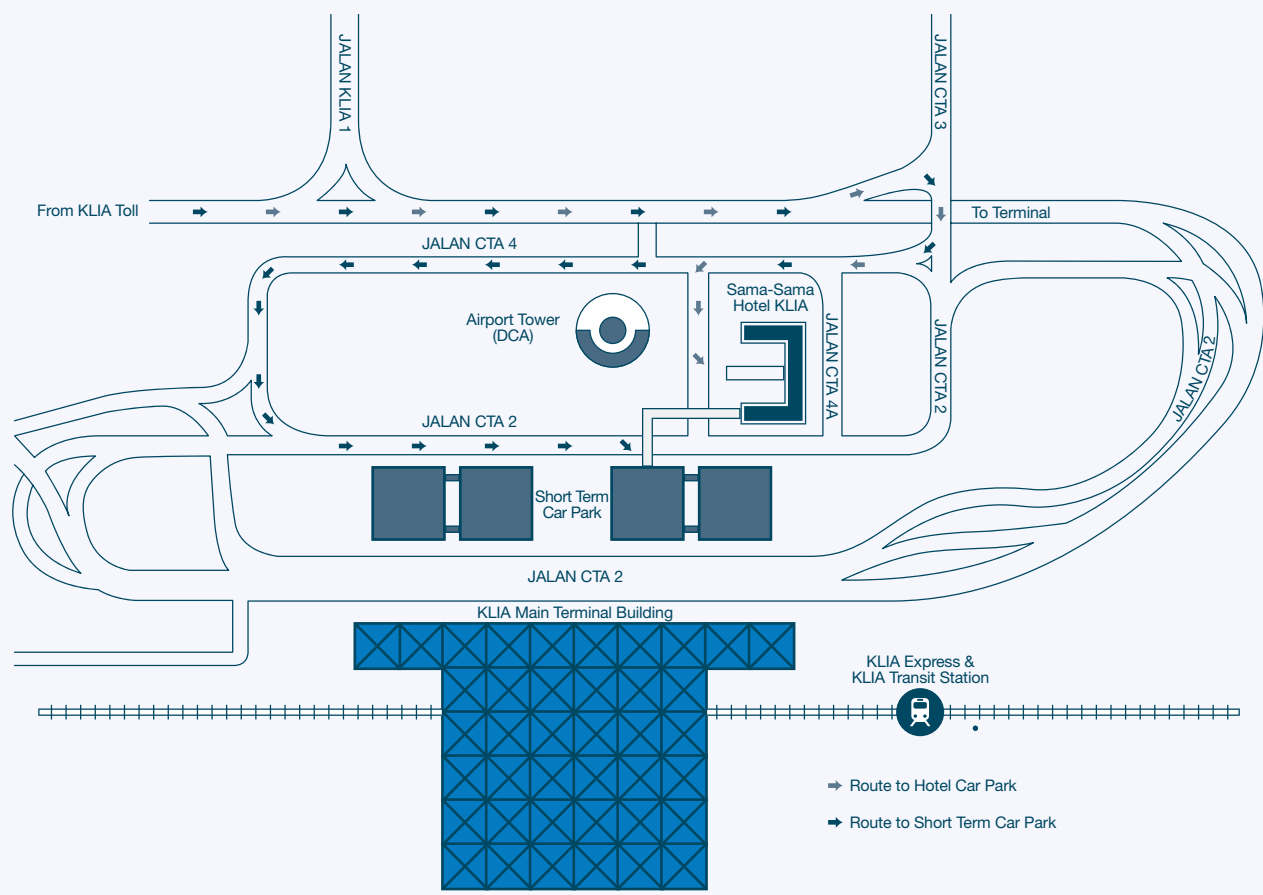 JALAN KLIA 1
JALAN CTA 3
From KLIA Toll
To Terminal
JALAN CTA 4
Sama-Sama
Hotel KLIA
Airport Tower
(DCA)
JALAN CTA 4A
JALAN CTA 2
JALAN CTA 2
JALAN CTA 2
Short Term
Car Park
JALAN CTA 2
KLIA Main Terminal Building
KLIA Express &
KLIA Transit Station
Route to Hotel Car Park
Route to Short Term Car Park